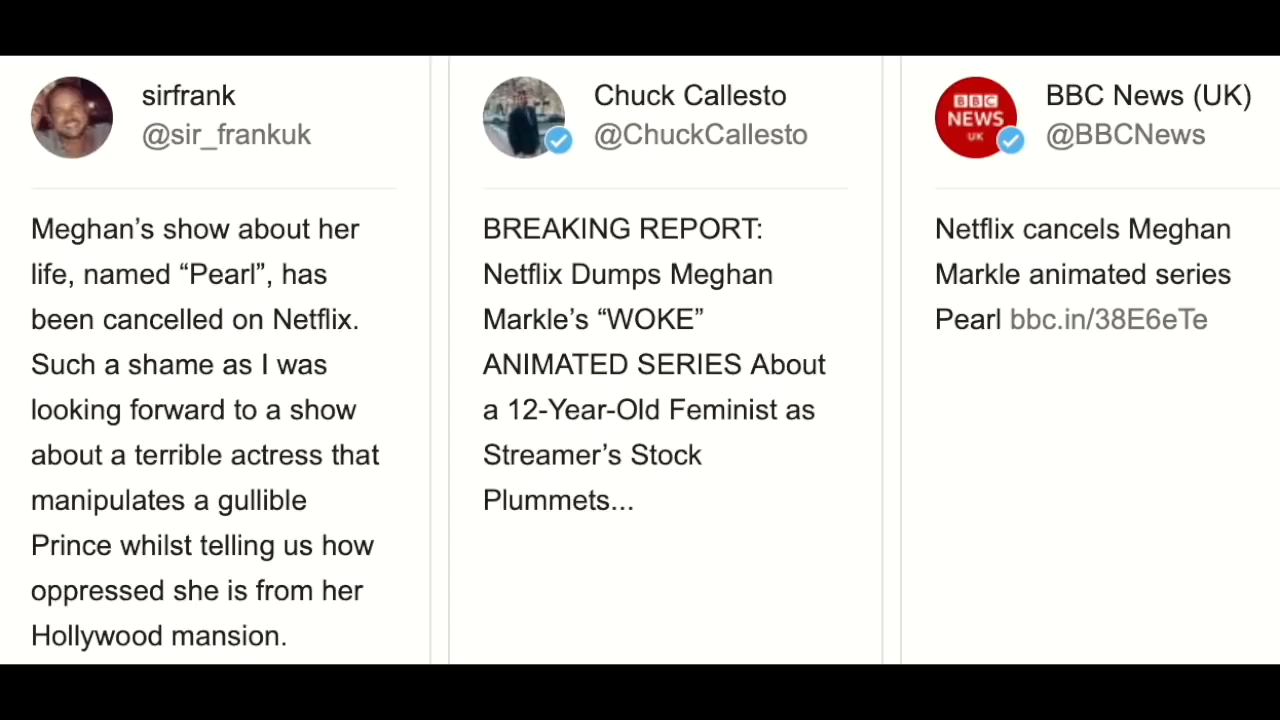 sirfrank
@sir_frankuk
Meghan’s show about her
life, named “Pearl”, has
been cancelled on Netflix.
Such a shame as I was
looking forward to a show
about a terrible actress that
manipulates a gullible
Prince whilst telling us how
oppressed she is from her
Hollywood mansion.
Chuck Callesto
@ChuckCallesto
BREAKING REPORT:
Netflix Dumps Meghan
Markle’s “WOKE”
ANIMATED SERIES About
a 12-Year-Old Feminist as
Streamer’s Stock
Plummets...
BBC
NEWS
UK
BBC News (UK)
@BBCNews
Netflix cancels Meghan
Markle animated series
Pearl bbc.in/38E6eTe